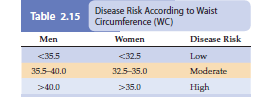 Table 2.15
Disease Risk According to Waist
Circumference (WC)
Men Women Disease Risk
<35.5 <32.5 Low
35.5–40.0 32.5–35.0 Moderate
>40.0 >35.0 High